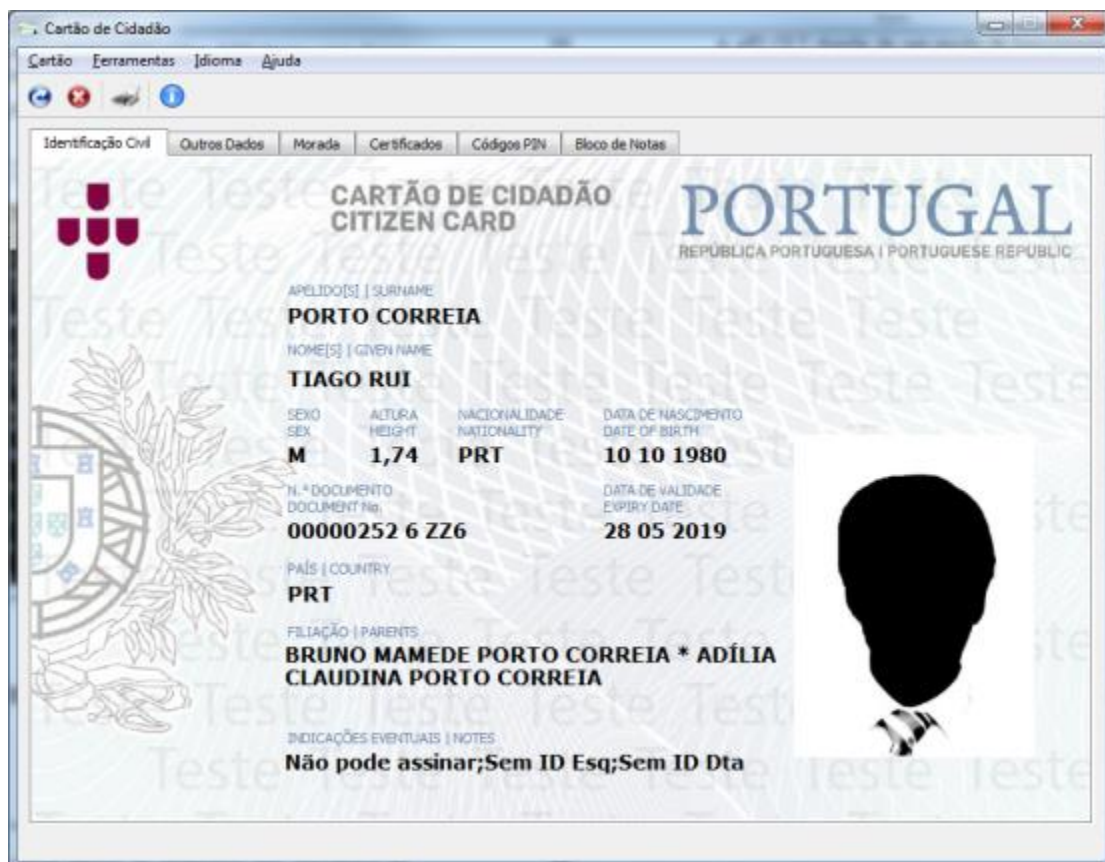 Cartão de Cidadão
Cartão Ferramentas Idioma Ajuda
Identificação Civil Outros Dados Morada Certificados Códigos PIN Bloco de Notas
CARTÃO DE CIDADÃO
CITIZEN CARD
PORTUGAL
REPÚBLICA PORTUGUESA | PORTUGUESE REPUBLIC
APELIDO[S] | SURNAME
PORTO CORREIA
NOME[S] | GIVEN NAME
TIAGO RUI
SEXO ALTURA NACIONALIDADE DATA DE NASCIMENTO
SEX HEIGHT NATIONALITY DATE OF BIRTH
M 1,74 PRT 10 10 1980
N.º DOCUMENTO DATA DE VALIDADE
DOCUMENT No. EXPIRY DATE
00000252 6 ZZ6 28 05 2019
PAÍS | COUNTRY
PRT
FILIAÇÃO | PARENTS
BRUNO MAMEDE PORTO CORREIA * ADÍLIA
CLAUDINA PORTO CORREIA
INDICAÇÕES EVENTUAIS | NOTES
Não pode assinar;Sem ID Esq;Sem ID Dta